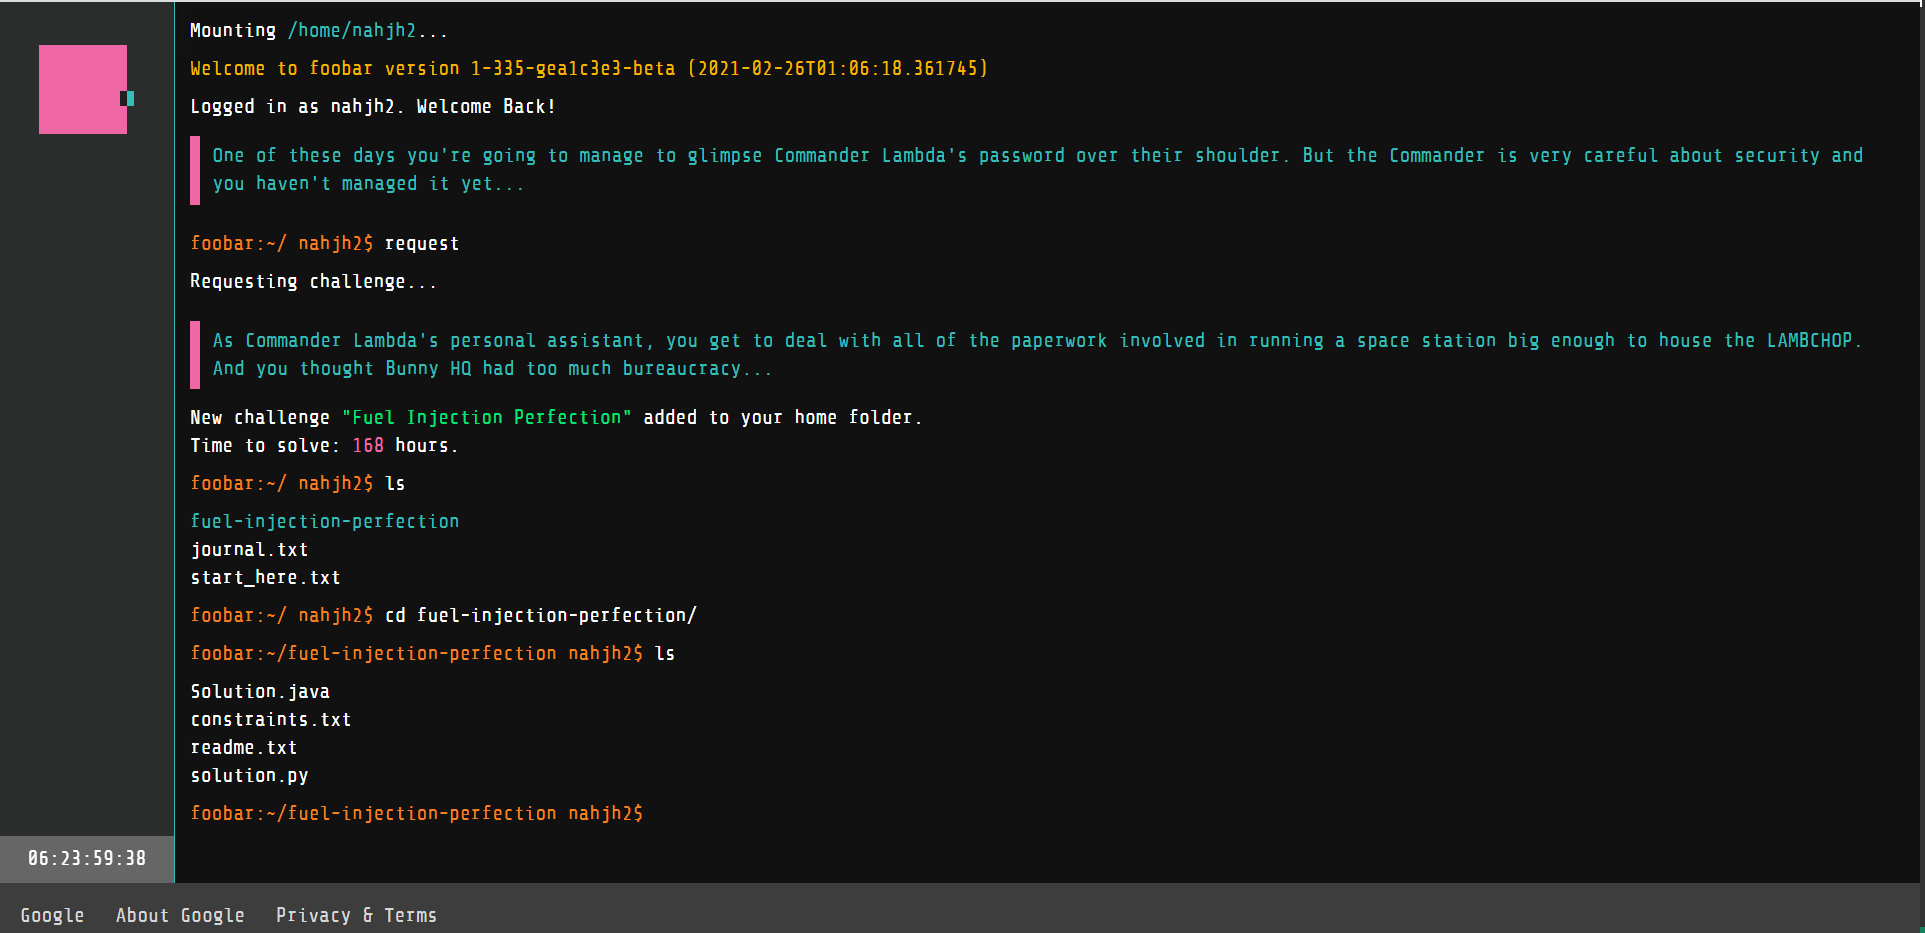 Mounting /home/nahjh2...
Welcome to foobar version 1-335-gea1c3e3-beta (2021-02-26T01:06:18.361745)
Logged in as nahjh2. Welcome Back!
One of these days you're going to manage to glimpse Commander Lambda's password over their shoulder. But the Commander is very careful about security and
you haven't managed it yet...
foobar:~/ nahjh2$ request
Requesting challenge...
As Commander Lambda's personal assistant, you get to deal with all of the paperwork involved in running a space station big enough to house the LAMBCHOP.
And you thought Bunny HQ had too much bureaucracy...
New challenge "Fuel Injection Perfection" added to your home folder.
Time to solve: 168 hours.
foobar:~/ nahjh2$ ls
fuel-injection-perfection
journal.txt
start_here.txt
foobar:~/ nahjh2$ cd fuel-injection-perfection/
foobar:~/fuel-injection-perfection nahjh2$ ls
Solution.java
constraints.txt
readme.txt
solution.py
foobar:~/fuel-injection-perfection nahjh2$
06:23:59:38
Google About Google Privacy & Terms